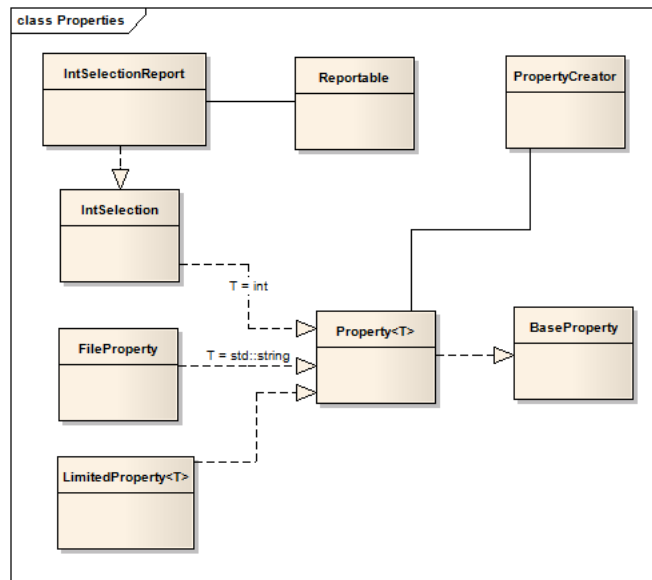 class Properties
IntSelectionReport
Reportable
PropertyCreator
IntSelection
T = int
Property<T>
BaseProperty
FileProperty
T = std::string
LimitedProperty<T>